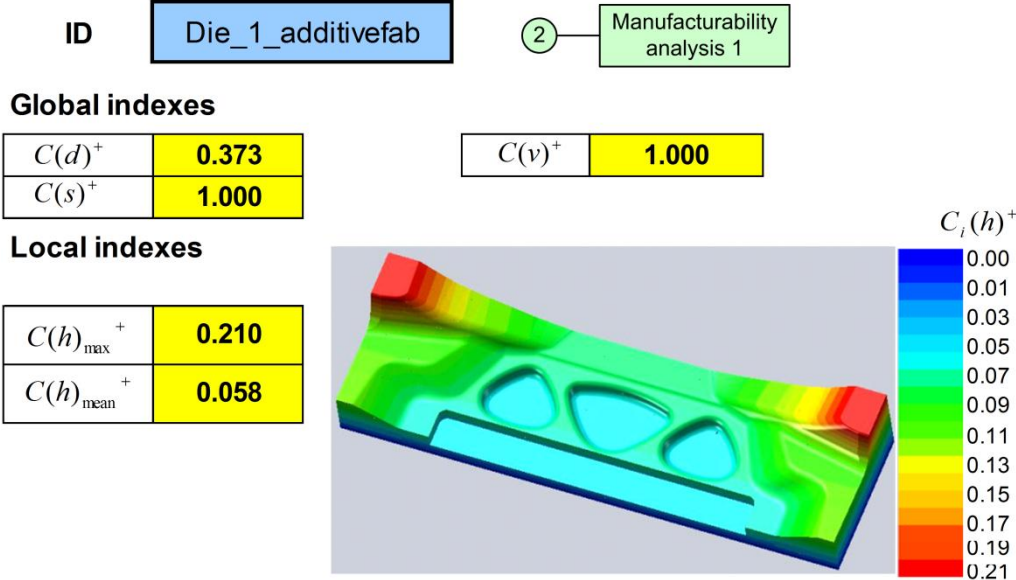 ID Die_1_additivefab 2 Manufacturability
analysis 1
Global indexes
C(d)⁺ 0.373 C(v)⁺ 1.000
C(s)⁺ 1.000
Local indexes
Cᵢ(h)⁺
C(h)max⁺ 0.210
C(h)mean⁺ 0.058
0.00
0.01
0.03
0.05
0.07
0.09
0.11
0.13
0.15
0.17
0.19
0.21